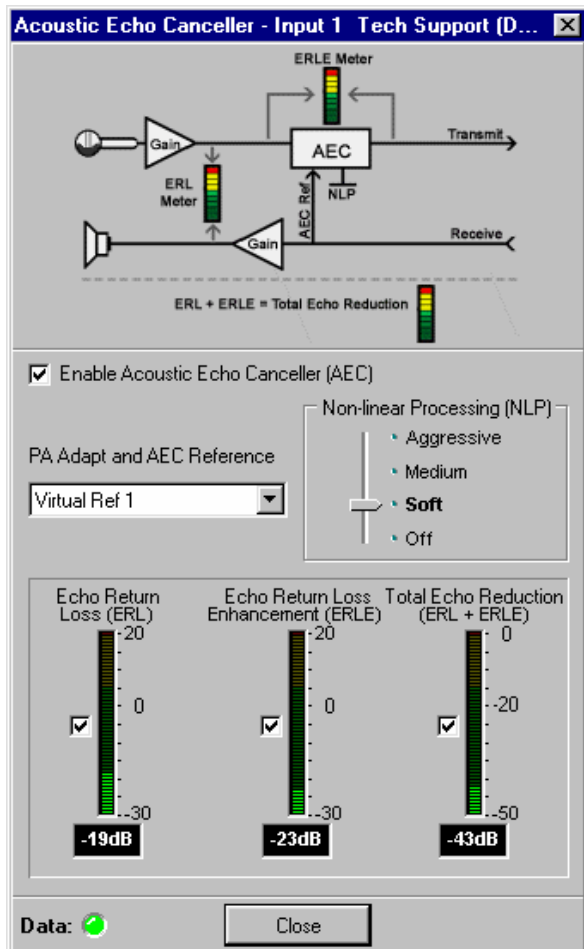 Acoustic Echo Canceller - Input 1 Tech Support (D...
ERLE Meter
Gain
AEC
Transmit
ERL
Meter
AEC Ref
NLP
Gain
Receive
ERL + ERLE = Total Echo Reduction
Enable Acoustic Echo Canceller (AEC)
Non-linear Processing (NLP)
Aggressive
PA Adapt and AEC Reference
Medium
Virtual Ref 1
Soft
Off
Echo Return
Loss (ERL)
Echo Return Loss
Enhancement (ERLE)
Total Echo Reduction
(ERL + ERLE)
20
0
-30
-19dB
20
0
-30
-23dB
0
-20
-50
-43dB
Data:
Close